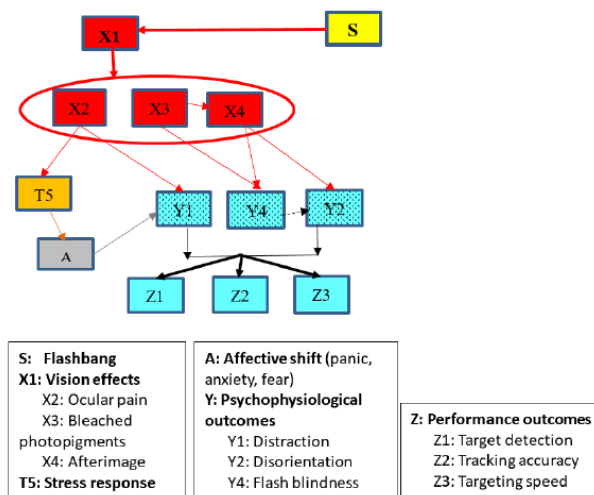 X1
S
X2
X3
X4
T5
Y1
Y4
Y2
A
Z1
Z2
Z3
S: Flashbang
X1: Vision effects
X2: Ocular pain
X3: Bleached
photopigments
X4: Afterimage
T5: Stress response
A: Affective shift (panic,
anxiety, fear)
Y: Psychophysiological
outcomes
Y1: Distraction
Y2: Disorientation
Y4: Flash blindness
Z: Performance outcomes
Z1: Target detection
Z2: Tracking accuracy
Z3: Targeting speed